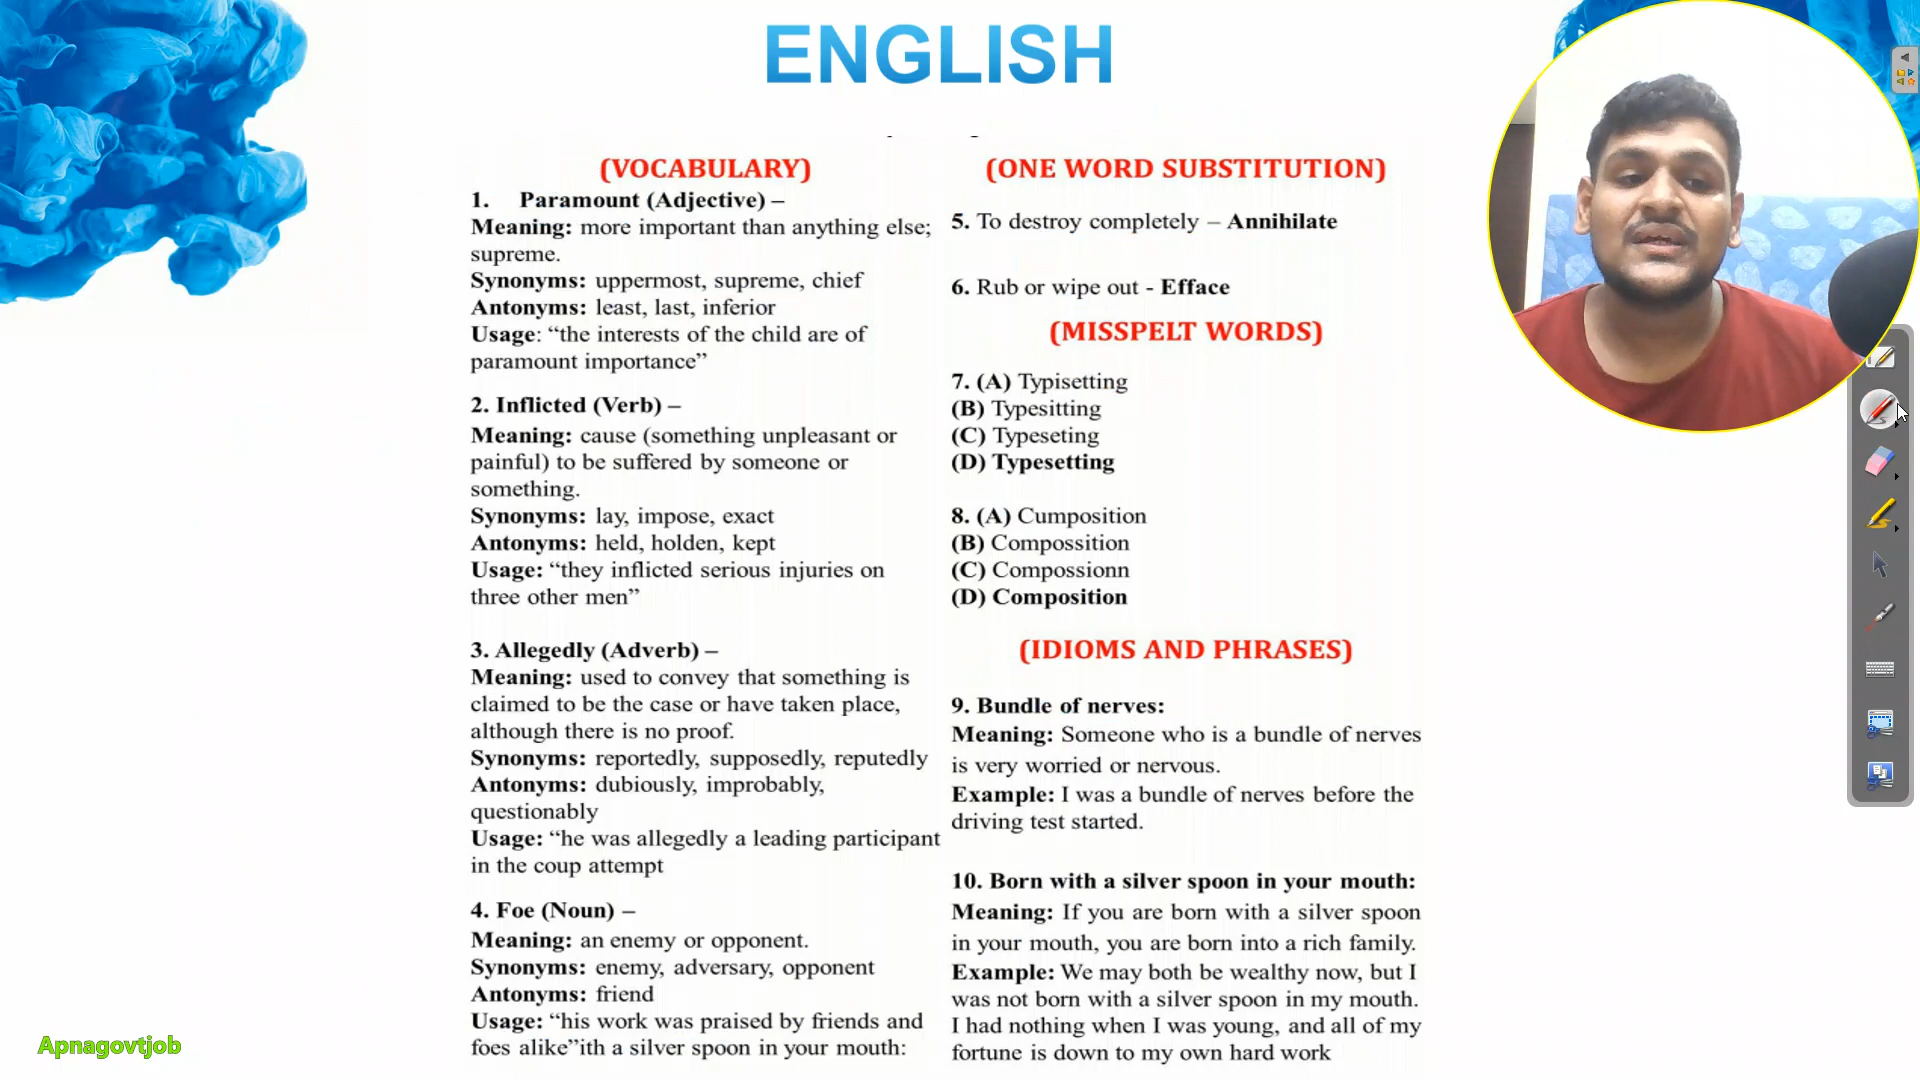 ENGLISH
(VOCABULARY)
1. Paramount (Adjective) –
Meaning: more important than anything else;
supreme.
Synonyms: uppermost, supreme, chief
Antonyms: least, last, inferior
Usage: “the interests of the child are of
paramount importance”
2. Inflicted (Verb) –
Meaning: cause (something unpleasant or
painful) to be suffered by someone or
something.
Synonyms: lay, impose, exact
Antonyms: held, holden, kept
Usage: “they inflicted serious injuries on
three other men”
3. Allegedly (Adverb) –
Meaning: used to convey that something is
claimed to be the case or have taken place,
although there is no proof.
Synonyms: reportedly, supposedly, reputedly
Antonyms: dubiously, improbably,
questionably
Usage: “he was allegedly a leading participant
in the coup attempt
4. Foe (Noun) –
Meaning: an enemy or opponent.
Synonyms: enemy, adversary, opponent
Antonyms: friend
Usage: “his work was praised by friends and
foes alike”ith a silver spoon in your mouth:
(ONE WORD SUBSTITUTION)
5. To destroy completely – Annihilate
6. Rub or wipe out - Efface
(MISSPELT WORDS)
7. (A) Typisetting
(B) Typesitting
(C) Typeseting
(D) Typesetting
8. (A) Cumposition
(B) Compossition
(C) Compossionn
(D) Composition
(IDIOMS AND PHRASES)
9. Bundle of nerves:
Meaning: Someone who is a bundle of nerves
is very worried or nervous.
Example: I was a bundle of nerves before the
driving test started.
10. Born with a silver spoon in your mouth:
Meaning: If you are born with a silver spoon
in your mouth, you are born into a rich family.
Example: We may both be wealthy now, but I
was not born with a silver spoon in my mouth.
I had nothing when I was young, and all of my
fortune is down to my own hard work
Apnagovtjob